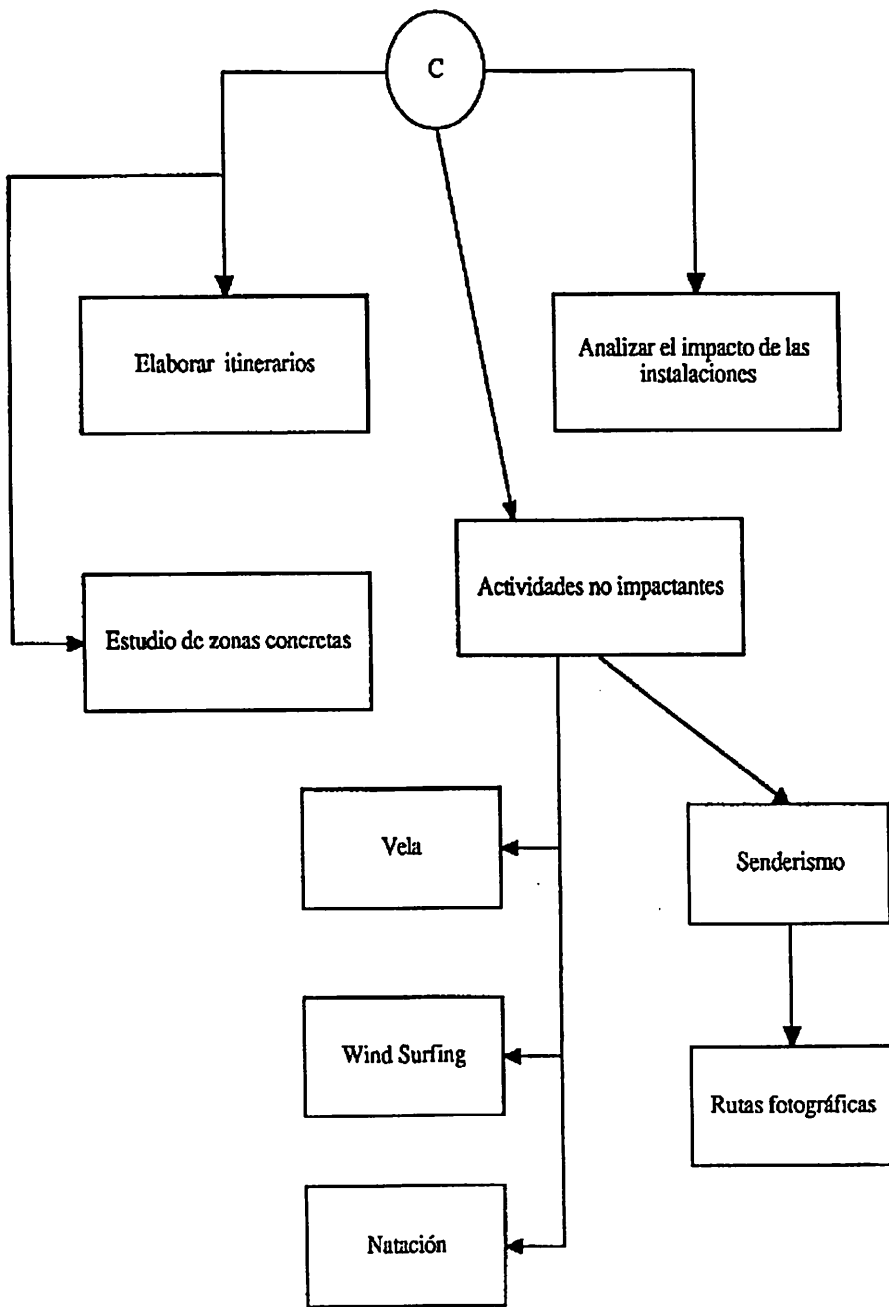 C
Elaborar itinerarios
Analizar el impacto de las
instalaciones
Actividades no impactantes
Estudio de zonas concretas
Vela
Senderismo
Wind Surfing
Rutas fotográficas
Natación